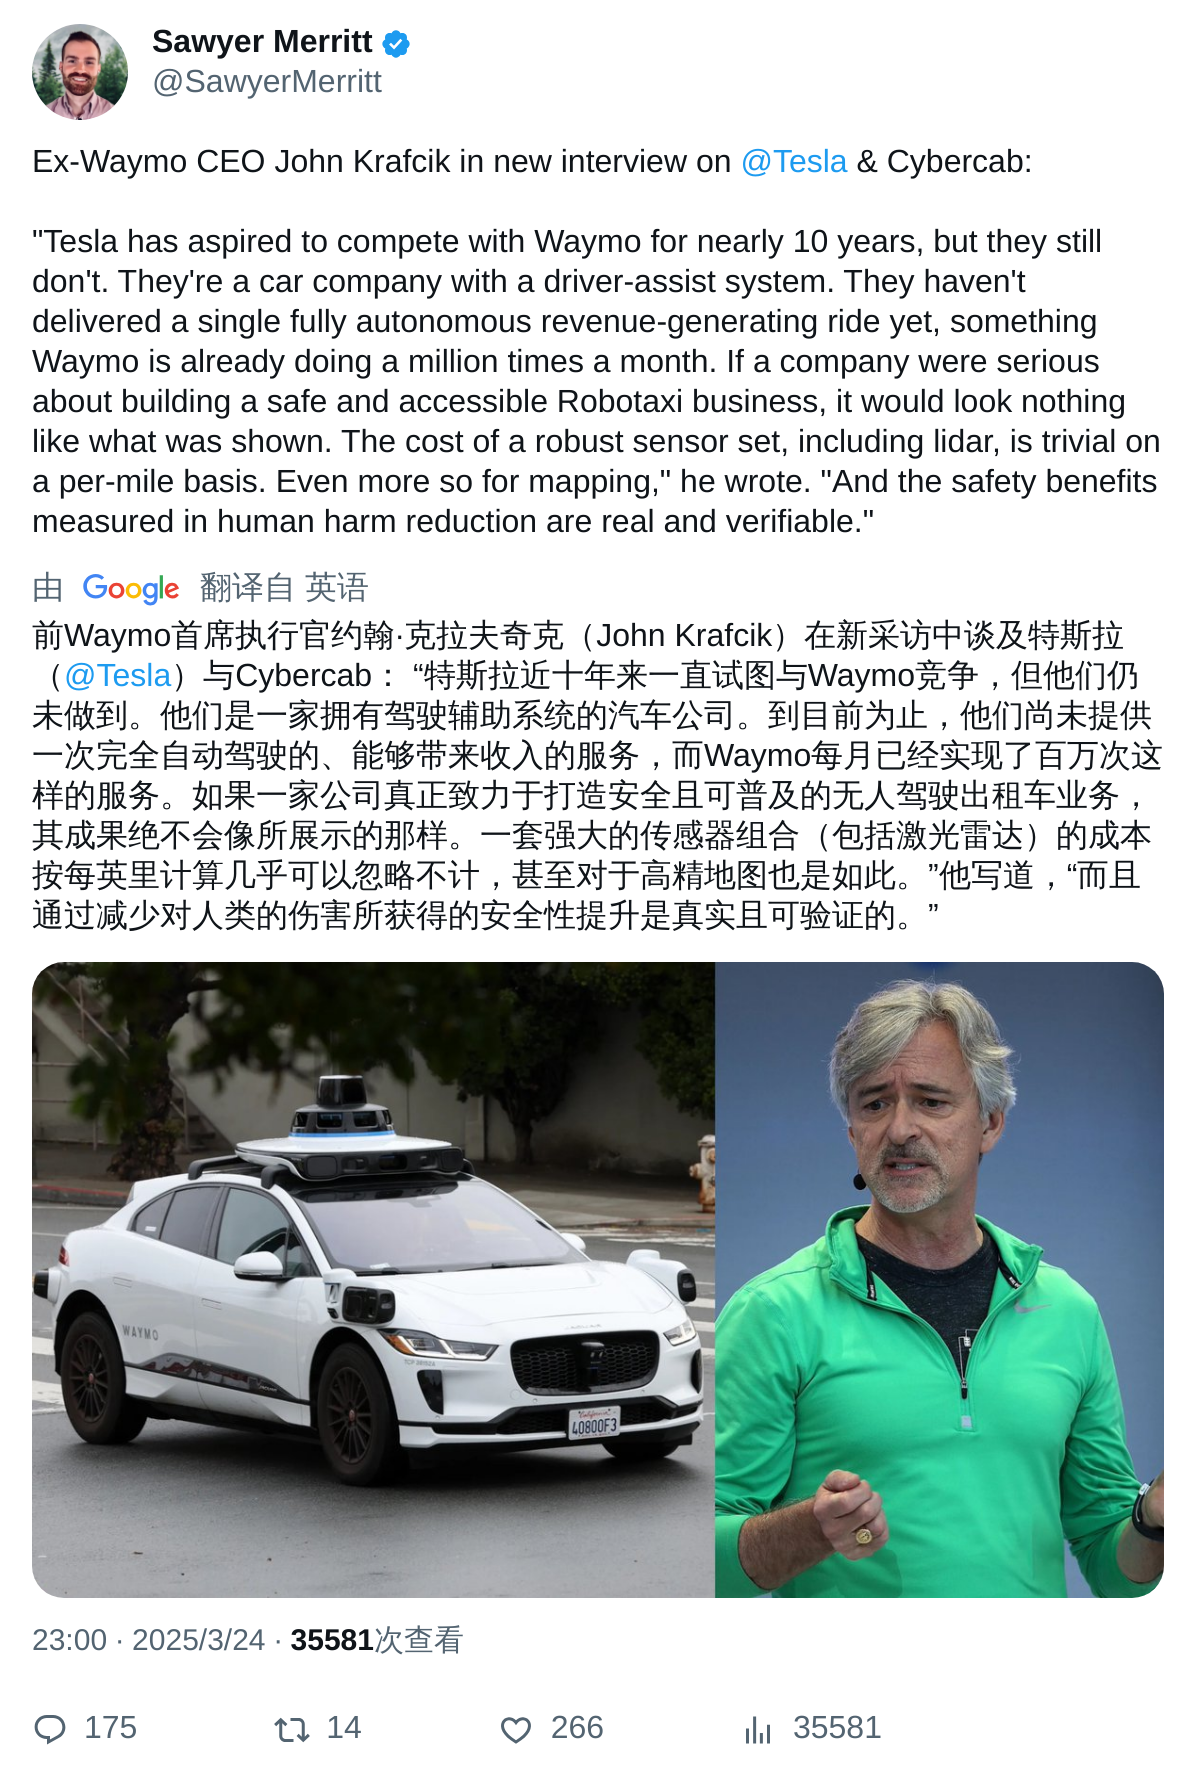 Sawyer Merritt
@SawyerMerritt
Ex-Waymo CEO John Krafcik in new interview on @Tesla & Cybercab:
"Tesla has aspired to compete with Waymo for nearly 10 years, but they still
don't. They're a car company with a driver-assist system. They haven't
delivered a single fully autonomous revenue-generating ride yet, something
Waymo is already doing a million times a month. If a company were serious
about building a safe and accessible Robotaxi business, it would look nothing
like what was shown. The cost of a robust sensor set, including lidar, is trivial on
a per-mile basis. Even more so for mapping," he wrote. "And the safety benefits
measured in human harm reduction are real and verifiable."
由 Google 翻译自 英语
前Waymo首席执行官约翰·克拉夫奇克（John Krafcik）在新采访中谈及特斯拉
（@Tesla）与Cybercab： “特斯拉近十年来一直试图与Waymo竞争，但他们仍
未做到。他们是一家拥有驾驶辅助系统的汽车公司。到目前为止，他们尚未提供
一次完全自动驾驶的、能够带来收入的服务，而Waymo每月已经实现了百万次这
样的服务。如果一家公司真正致力于打造安全且可普及的无人驾驶出租车业务，
其成果绝不会像所展示的那样。一套强大的传感器组合（包括激光雷达）的成本
按每英里计算几乎可以忽略不计，甚至对于高精地图也是如此。”他写道，“而且
通过减少对人类的伤害所获得的安全性提升是真实且可验证的。”
WAYMO
JAGUAR
California
40800F3
23:00 · 2025/3/24 · 35581次查看
175 14 266 35581